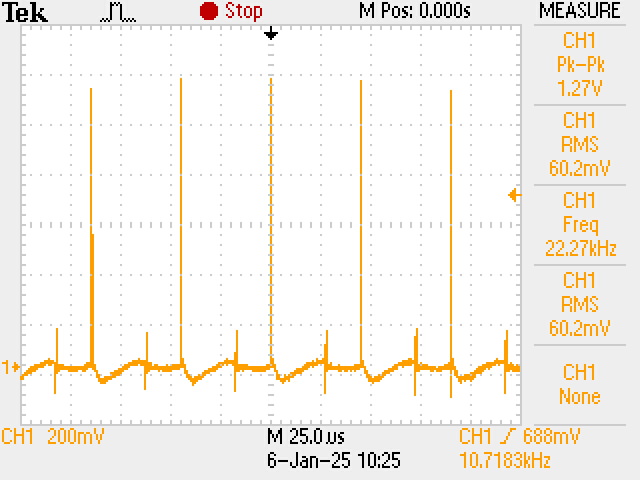 Tek Stop M Pos: 0.000s MEASURE
CH1
Pk-Pk
1.27V
CH1
RMS
60.2mV
CH1
Freq
22.27kHz
CH1
RMS
60.2mV
CH1
None
1
CH1 200mV M 25.0us CH1 688mV
6-Jan-25 10:25 10.7183kHz